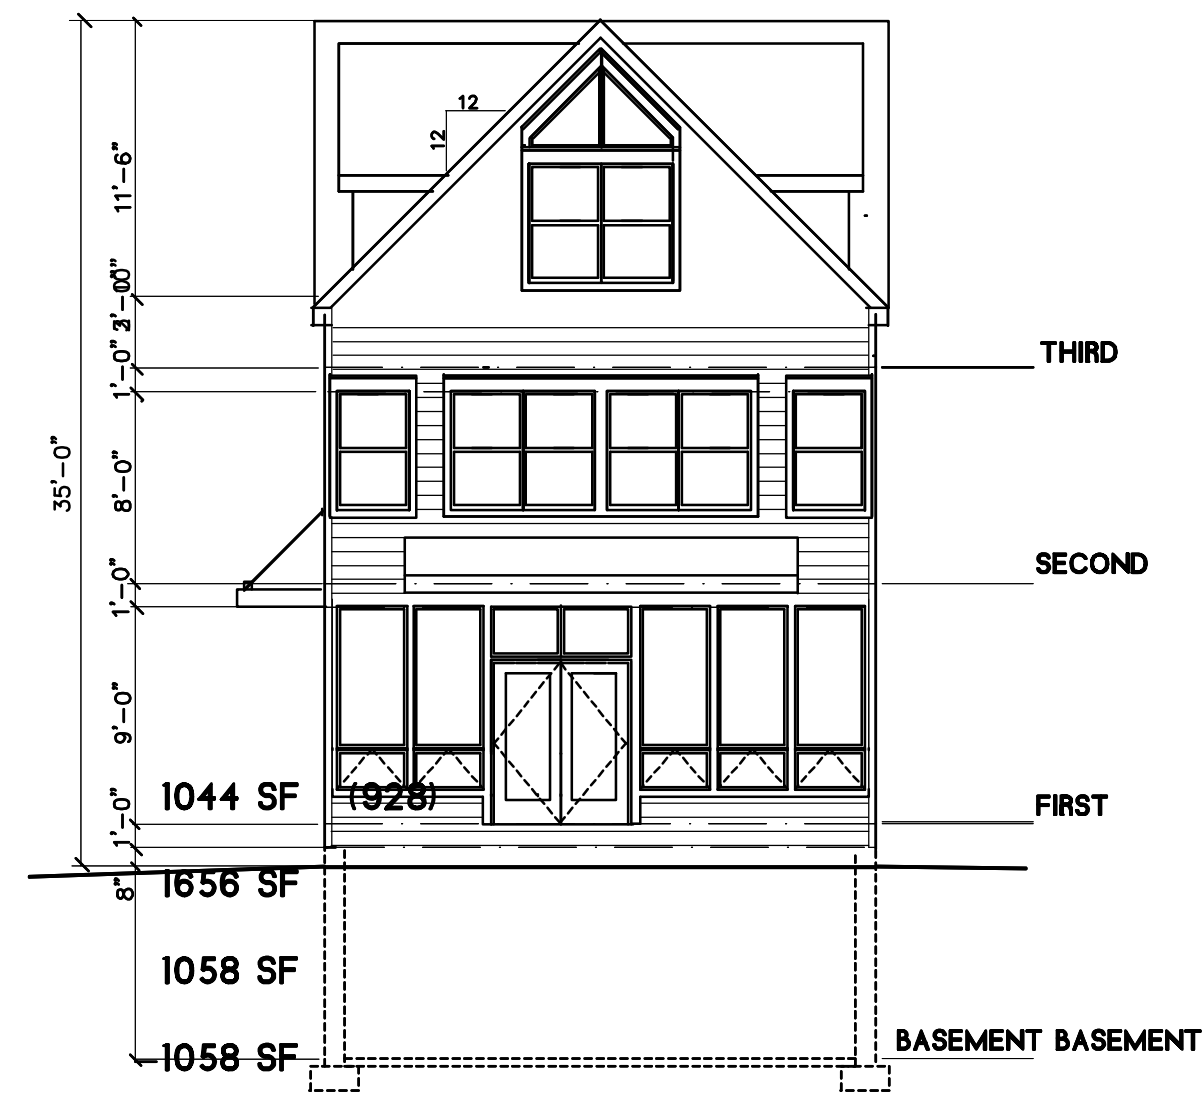 12
12
11'-6"
THIRD
1'-0"
35'-0"
8'-0"
SECOND
1'-0"
9'-0"
1044 SF (928)
FIRST
1'-0"
8"
1656 SF
1058 SF
BASEMENT BASEMENT
1058 SF